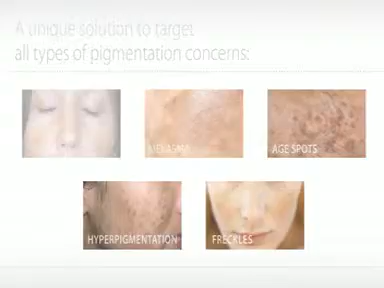 A unique solution to target
all types of pigmentation concerns:
MELASMA
AGE SPOTS
HYPERPIGMENTATION
FRECKLES